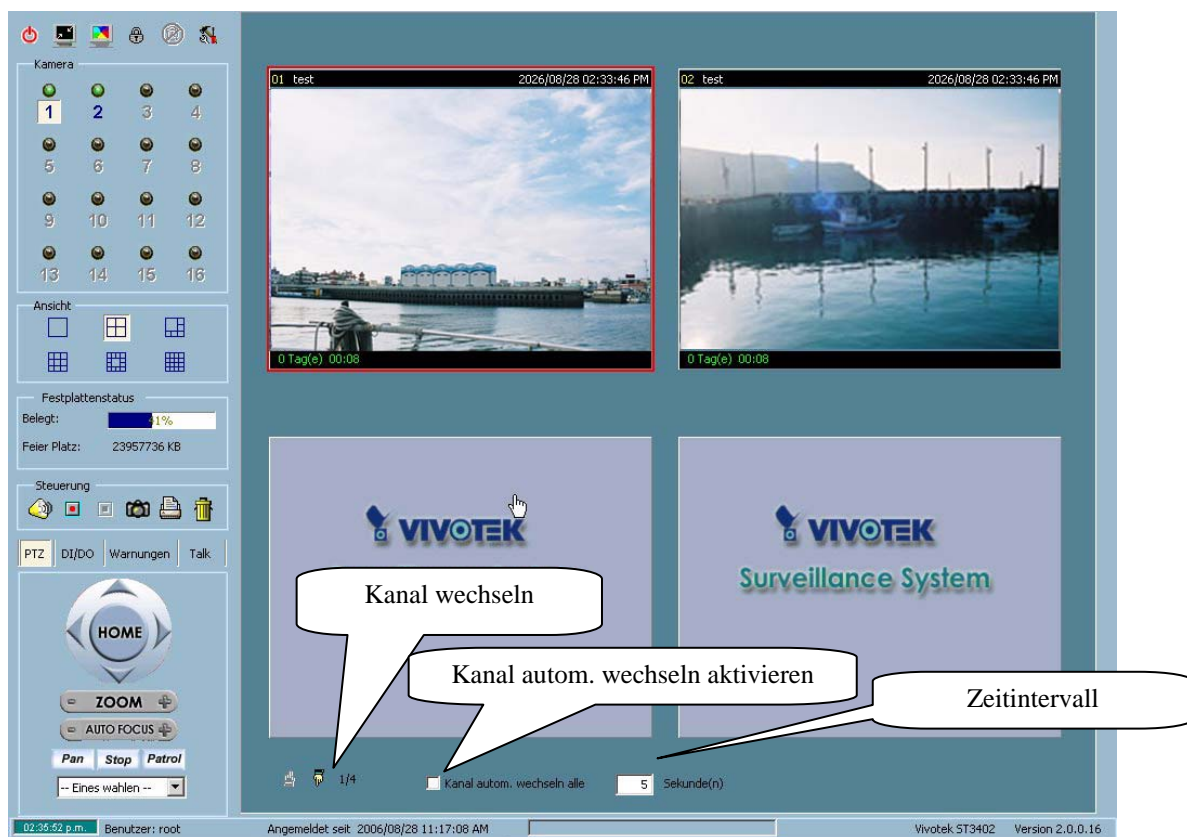 Kamera
1 2 3 4
5 6 7 8
9 10 11 12
13 14 15 16
Ansicht
Festplattenstatus
Belegt: 41%
Feier Platz: 23957736 KB
Steuerung
PTZ DI/DO Warnungen Talk
HOME
ZOOM
AUTO FOCUS
Pan Stop Patrol
-- Eines wahlen --
01 test 2026/08/28 02:33:46 PM
0 Tag(e) 00:08
02 test 2026/08/28 02:33:46 PM
0 Tag(e) 00:08
VIVOTEK
VIVOTEK
Surveillance System
Kanal wechseln
Kanal autom. wechseln aktivieren
Zeitintervall
1/4 Kanal autom. wechseln alle 5 Sekunde(n)
02:35:52 p.m. Benutzer: root Angemeldet seit 2006/08/28 11:17:08 AM Vivotek ST3402 Version 2.0.0.16